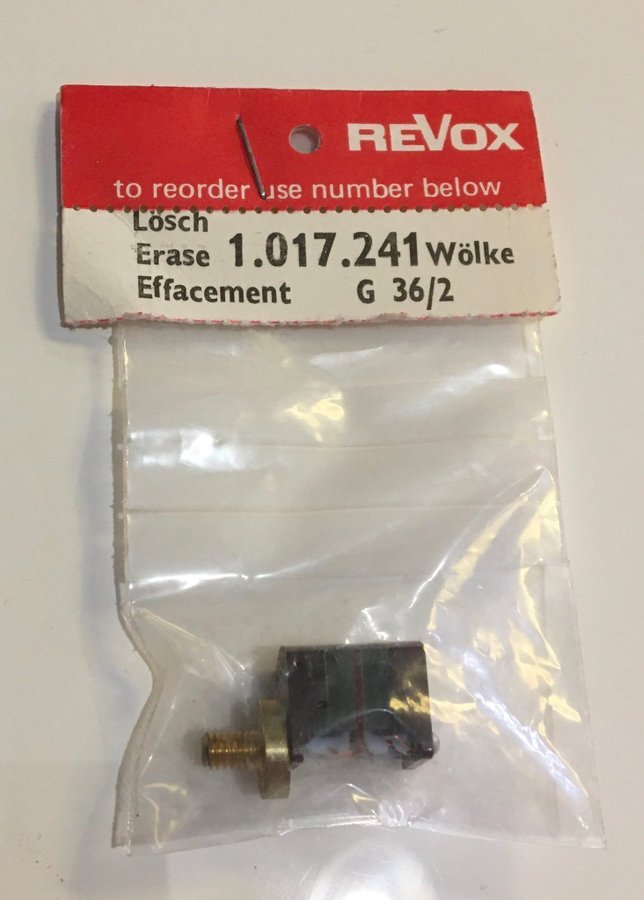 REVOX
to reorder use number below
Lösch
Erase 1.017.241 Wölke
Effacement G 36/2